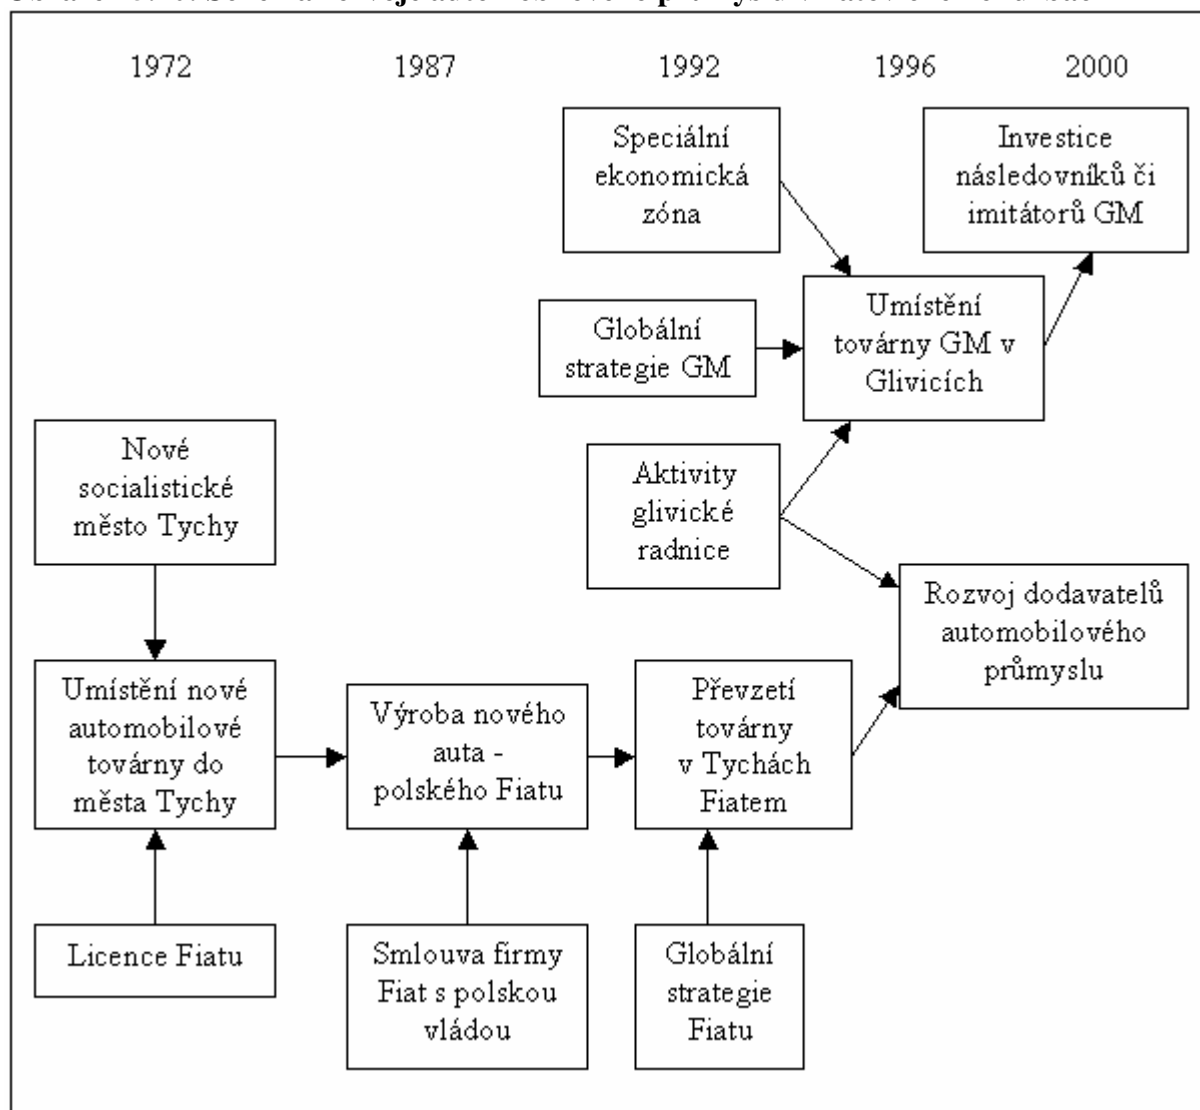 1972 1987 1992 1996 2000
Speciální
ekonomická
zóna
Investice
následovníků či
imitátorů GM
Globální
strategie GM
Umístění
továrny GM v
Glivicích
Nové
socialistické
město Tychy
Aktivity
glivické
radnice
Rozvoj dodavatelů
automobilového
průmyslu
Umístění nové
automobilové
továrny do
města Tychy
Výroba nového
auta -
polského Fiatu
Převzetí
továrny
v Tychách
Fiatem
Licence Fiatu
Smlouva firmy
Fiat s polskou
vládou
Globální
strategie
Fiatu